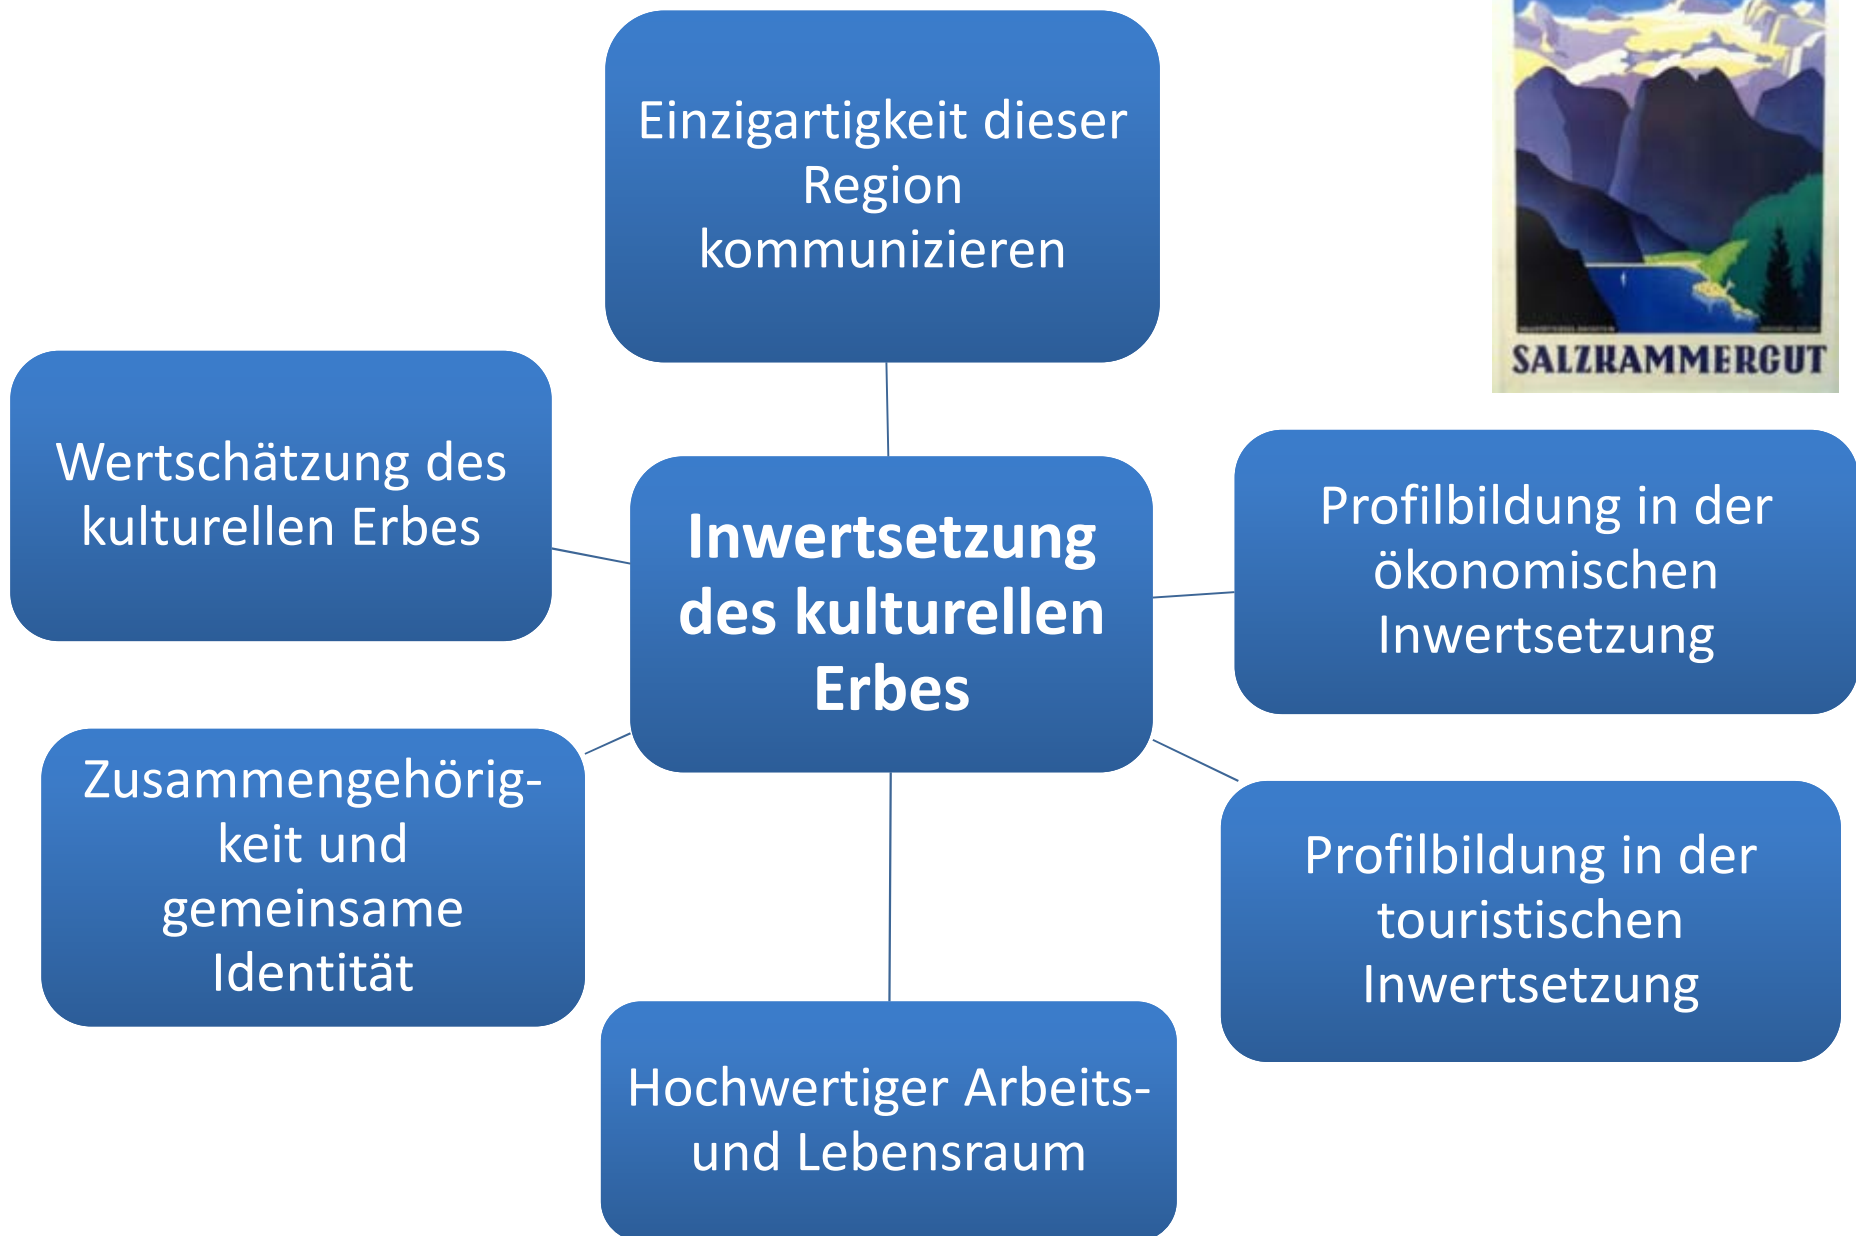 Einzigartigkeit dieser
Region
kommunizieren
SALZKAMMERGUT
Wertschätzung des
kulturellen Erbes
Inwertsetzung
des kulturellen
Erbes
Profilbildung in der
ökonomischen
Inwertsetzung
Zusammengehörig-
keit und
gemeinsame
Identität
Profilbildung in der
touristischen
Inwertsetzung
Hochwertiger Arbeits-
und Lebensraum